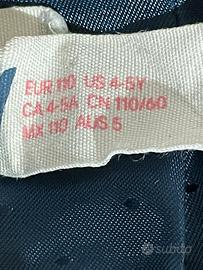 EUR 110 US 4-5Y
CA 4-5A CN 110/60
MX 110 AUS 5
subito